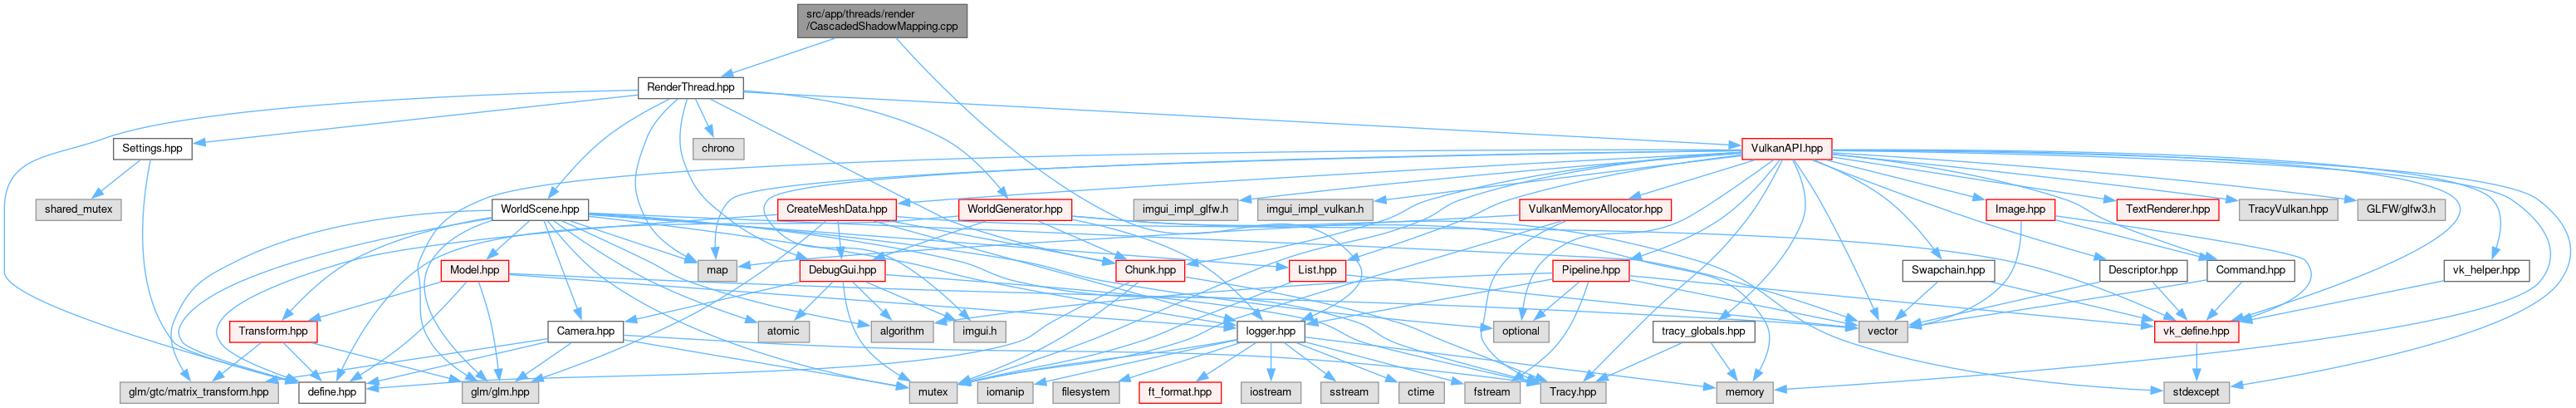 src/app/threads/render
/CascadedShadowMapping.cpp
RenderThread.hpp
Settings.hpp
chrono
VulkanAPI.hpp
shared_mutex
WorldScene.hpp
CreateMeshData.hpp
WorldGenerator.hpp
imgui_impl_glfw.h
imgui_impl_vulkan.h
VulkanMemoryAllocator.hpp
Image.hpp
TextRenderer.hpp
TracyVulkan.hpp
GLFW/glfw3.h
Model.hpp
map
DebugGui.hpp
Chunk.hpp
List.hpp
Pipeline.hpp
Swapchain.hpp
Descriptor.hpp
Command.hpp
vk_helper.hpp
Transform.hpp
Camera.hpp
atomic
algorithm
imgui.h
logger.hpp
optional
tracy_globals.hpp
vector
vk_define.hpp
glm/gtc/matrix_transform.hpp
define.hpp
glm/glm.hpp
mutex
iomanip
filesystem
ft_format.hpp
iostream
sstream
ctime
fstream
Tracy.hpp
memory
stdexcept